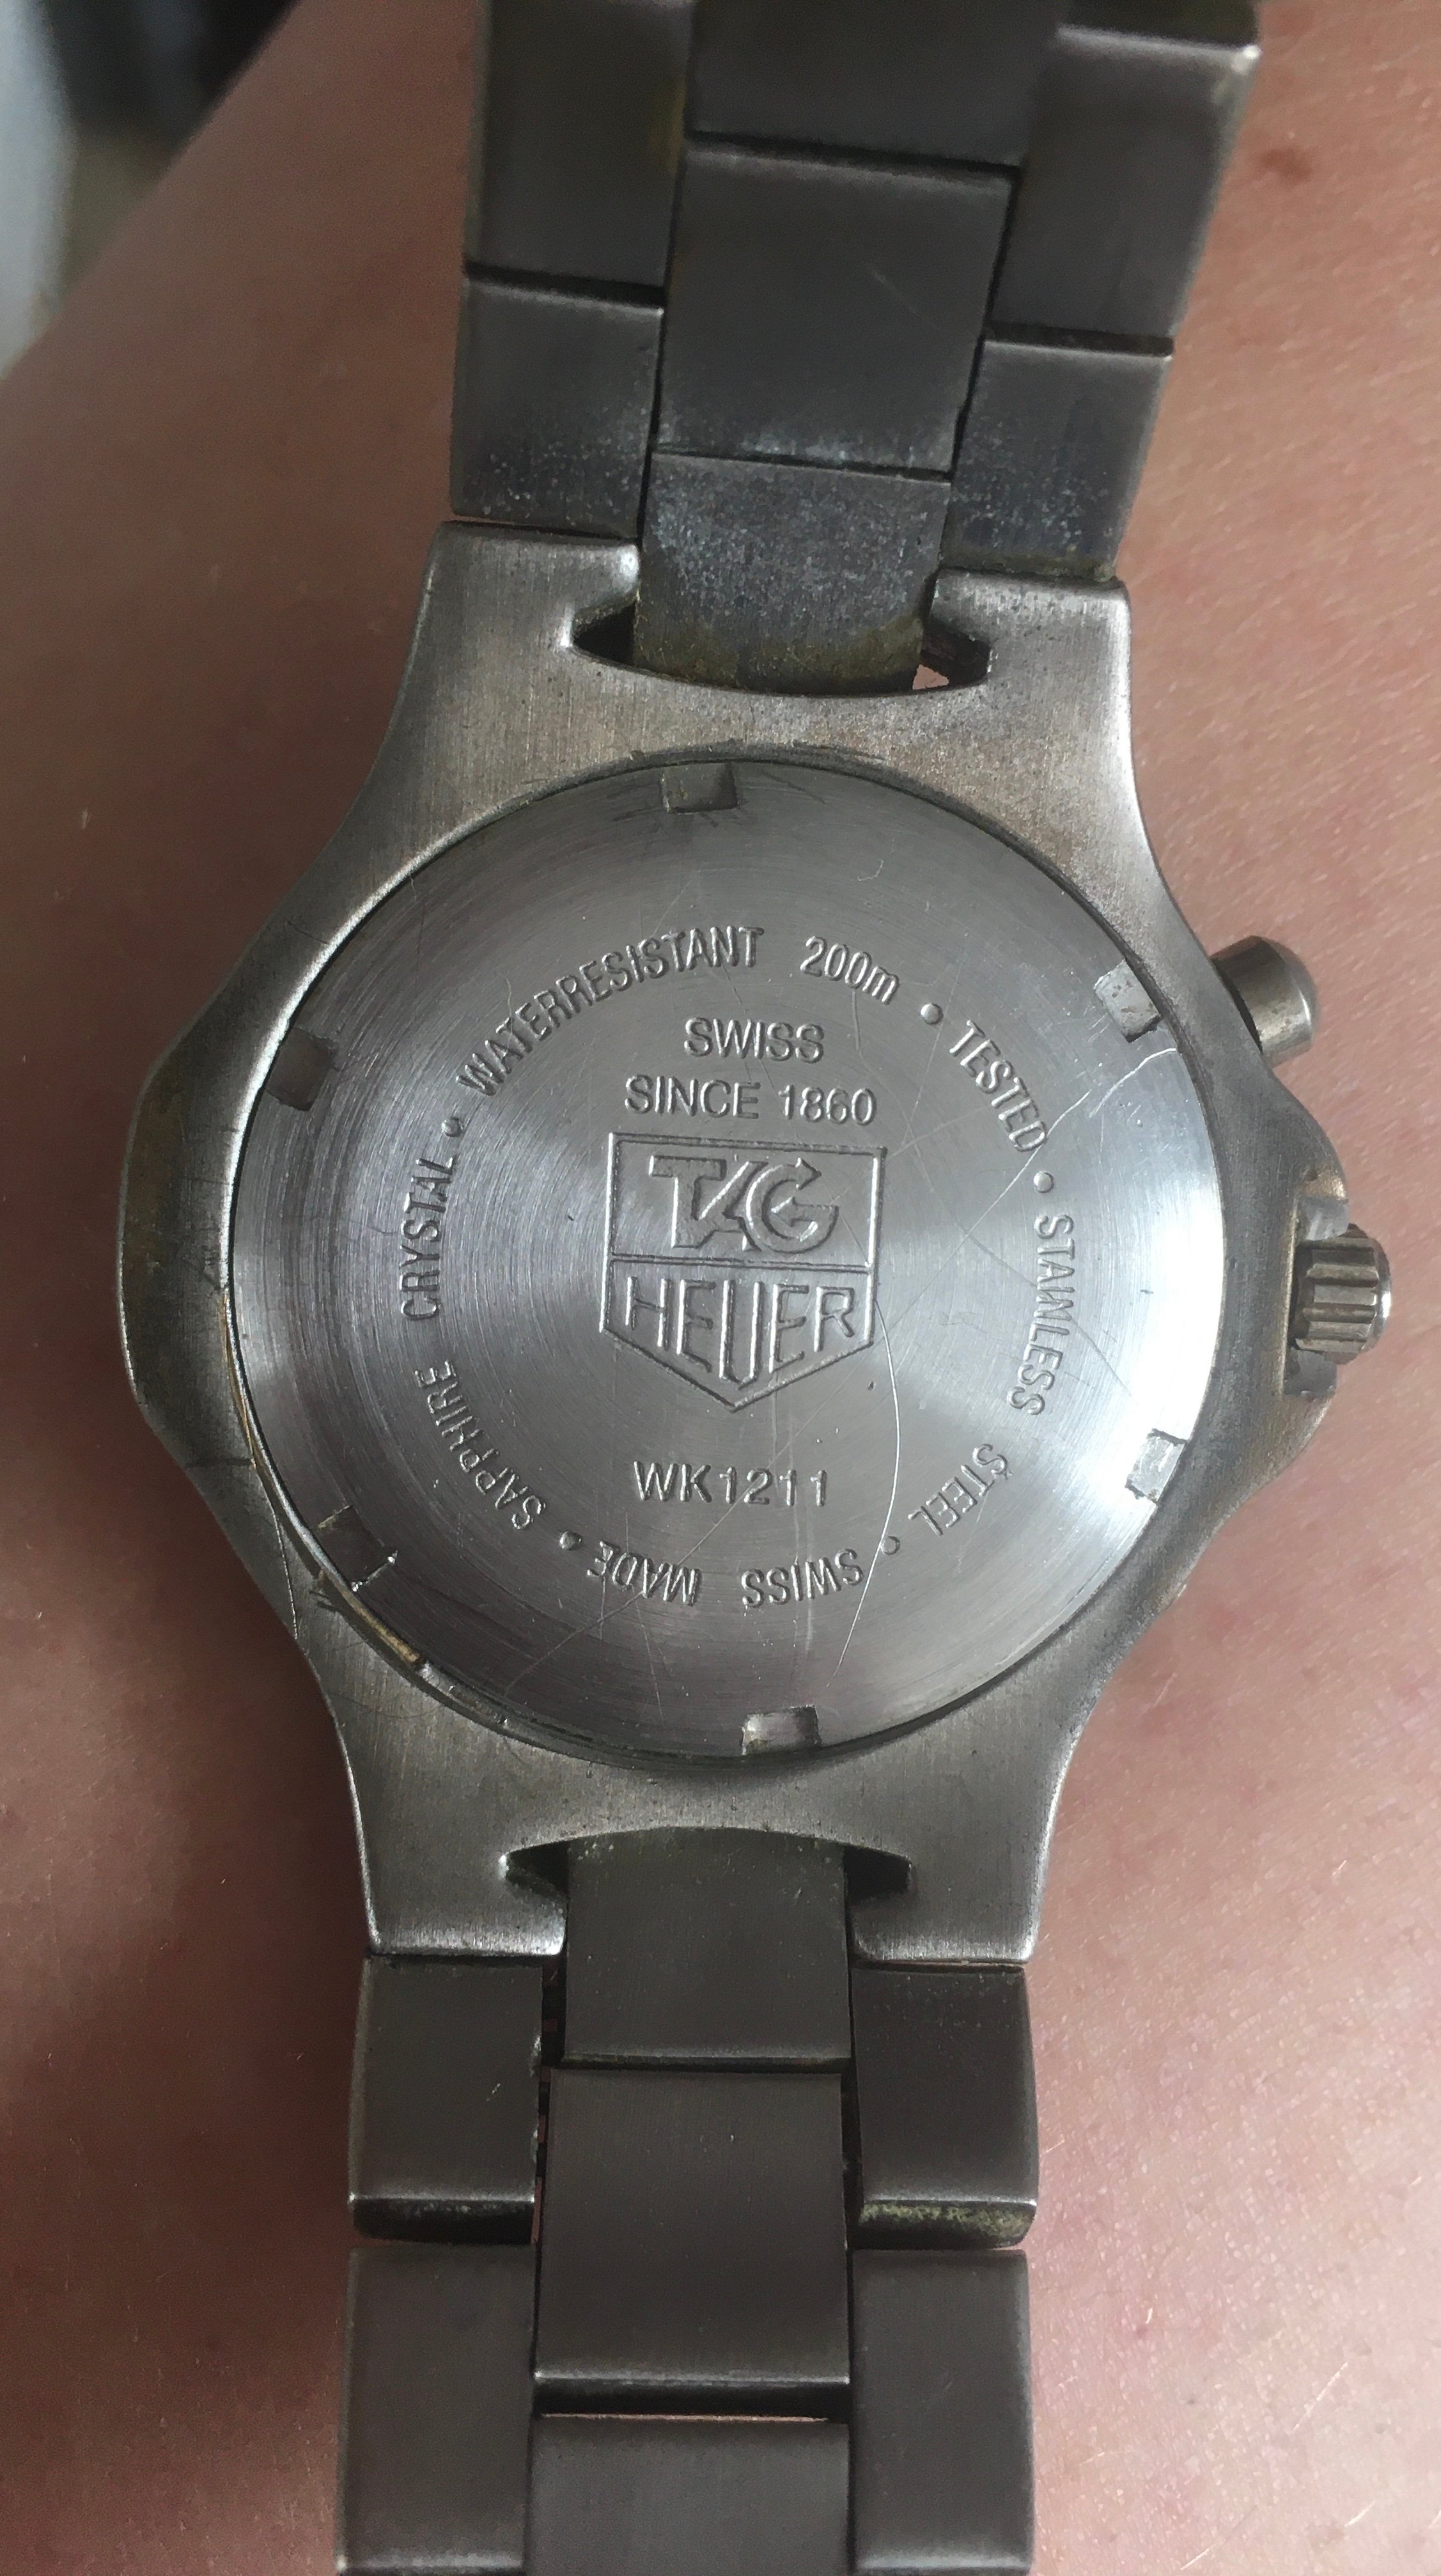 WATERRESISTANT 200m • TESTED • STAINLESS STEEL • SWISS MADE • SAPPHIRE CRYSTAL •
SWISS
SINCE 1860
TAG
HEUER
WK1211